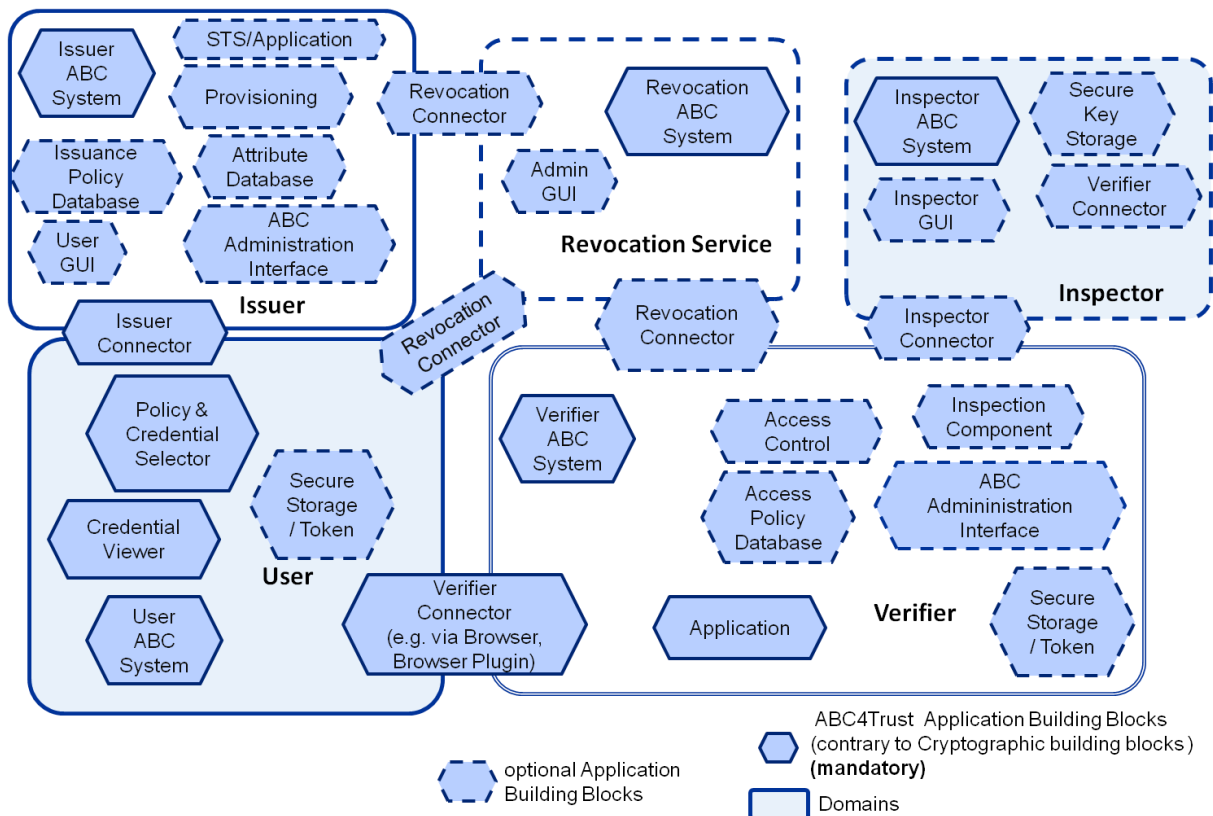 Issuer
ABC
System
STS/Application
Provisioning
Issuance
Policy
Database
Attribute
Database
User
GUI
ABC
Administration
Interface
Issuer
Revocation
Connector
Revocation
ABC
System
Admin
GUI
Revocation Service
Inspector
ABC
System
Secure
Key
Storage
Inspector
GUI
Verifier
Connector
Inspector
Issuer
Connector
Revocation
Connector
Revocation
Connector
Inspector
Connector
Policy &
Credential
Selector
Secure
Storage
/ Token
Credential
Viewer
User
User
ABC
System
Verifier
Connector
(e.g. via Browser,
Browser Plugin)
Verifier
ABC
System
Access
Control
Inspection
Component
Access
Policy
Database
ABC
Admininistration
Interface
Application
Verifier
Secure
Storage
/ Token
optional Application
Building Blocks
ABC4Trust Application Building Blocks
(contrary to Cryptographic building blocks )
(mandatory)
Domains